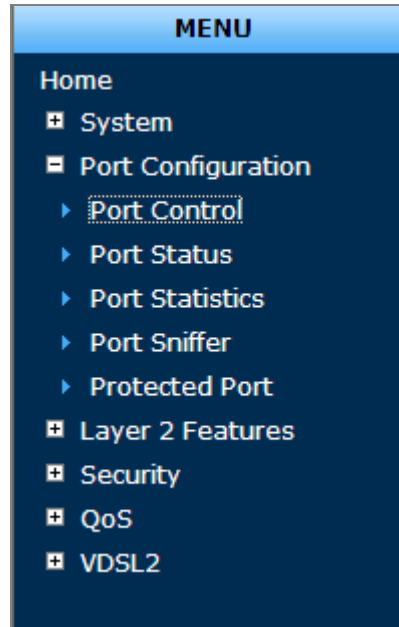 MENU
Home
System
Port Configuration
Port Control
Port Status
Port Statistics
Port Sniffer
Protected Port
Layer 2 Features
Security
QoS
VDSL2